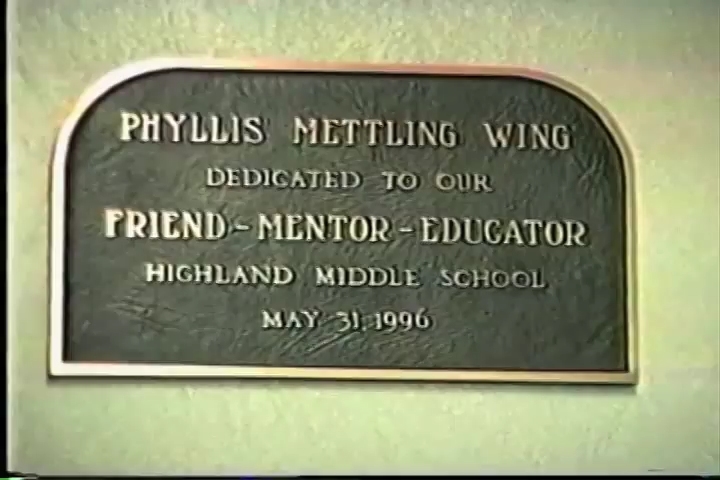 PHYLLIS METTLING WING
DEDICATED TO OUR
FRIEND-MENTOR-EDUCATOR
HIGHLAND MIDDLE SCHOOL
MAY 31, 1996